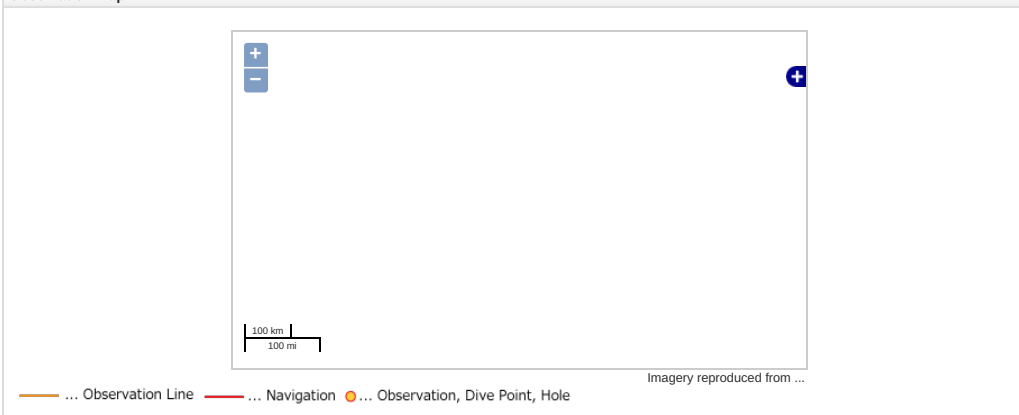 100 km
100 mi
Imagery reproduced from ...
... Observation Line ... Navigation ... Observation, Dive Point, Hole